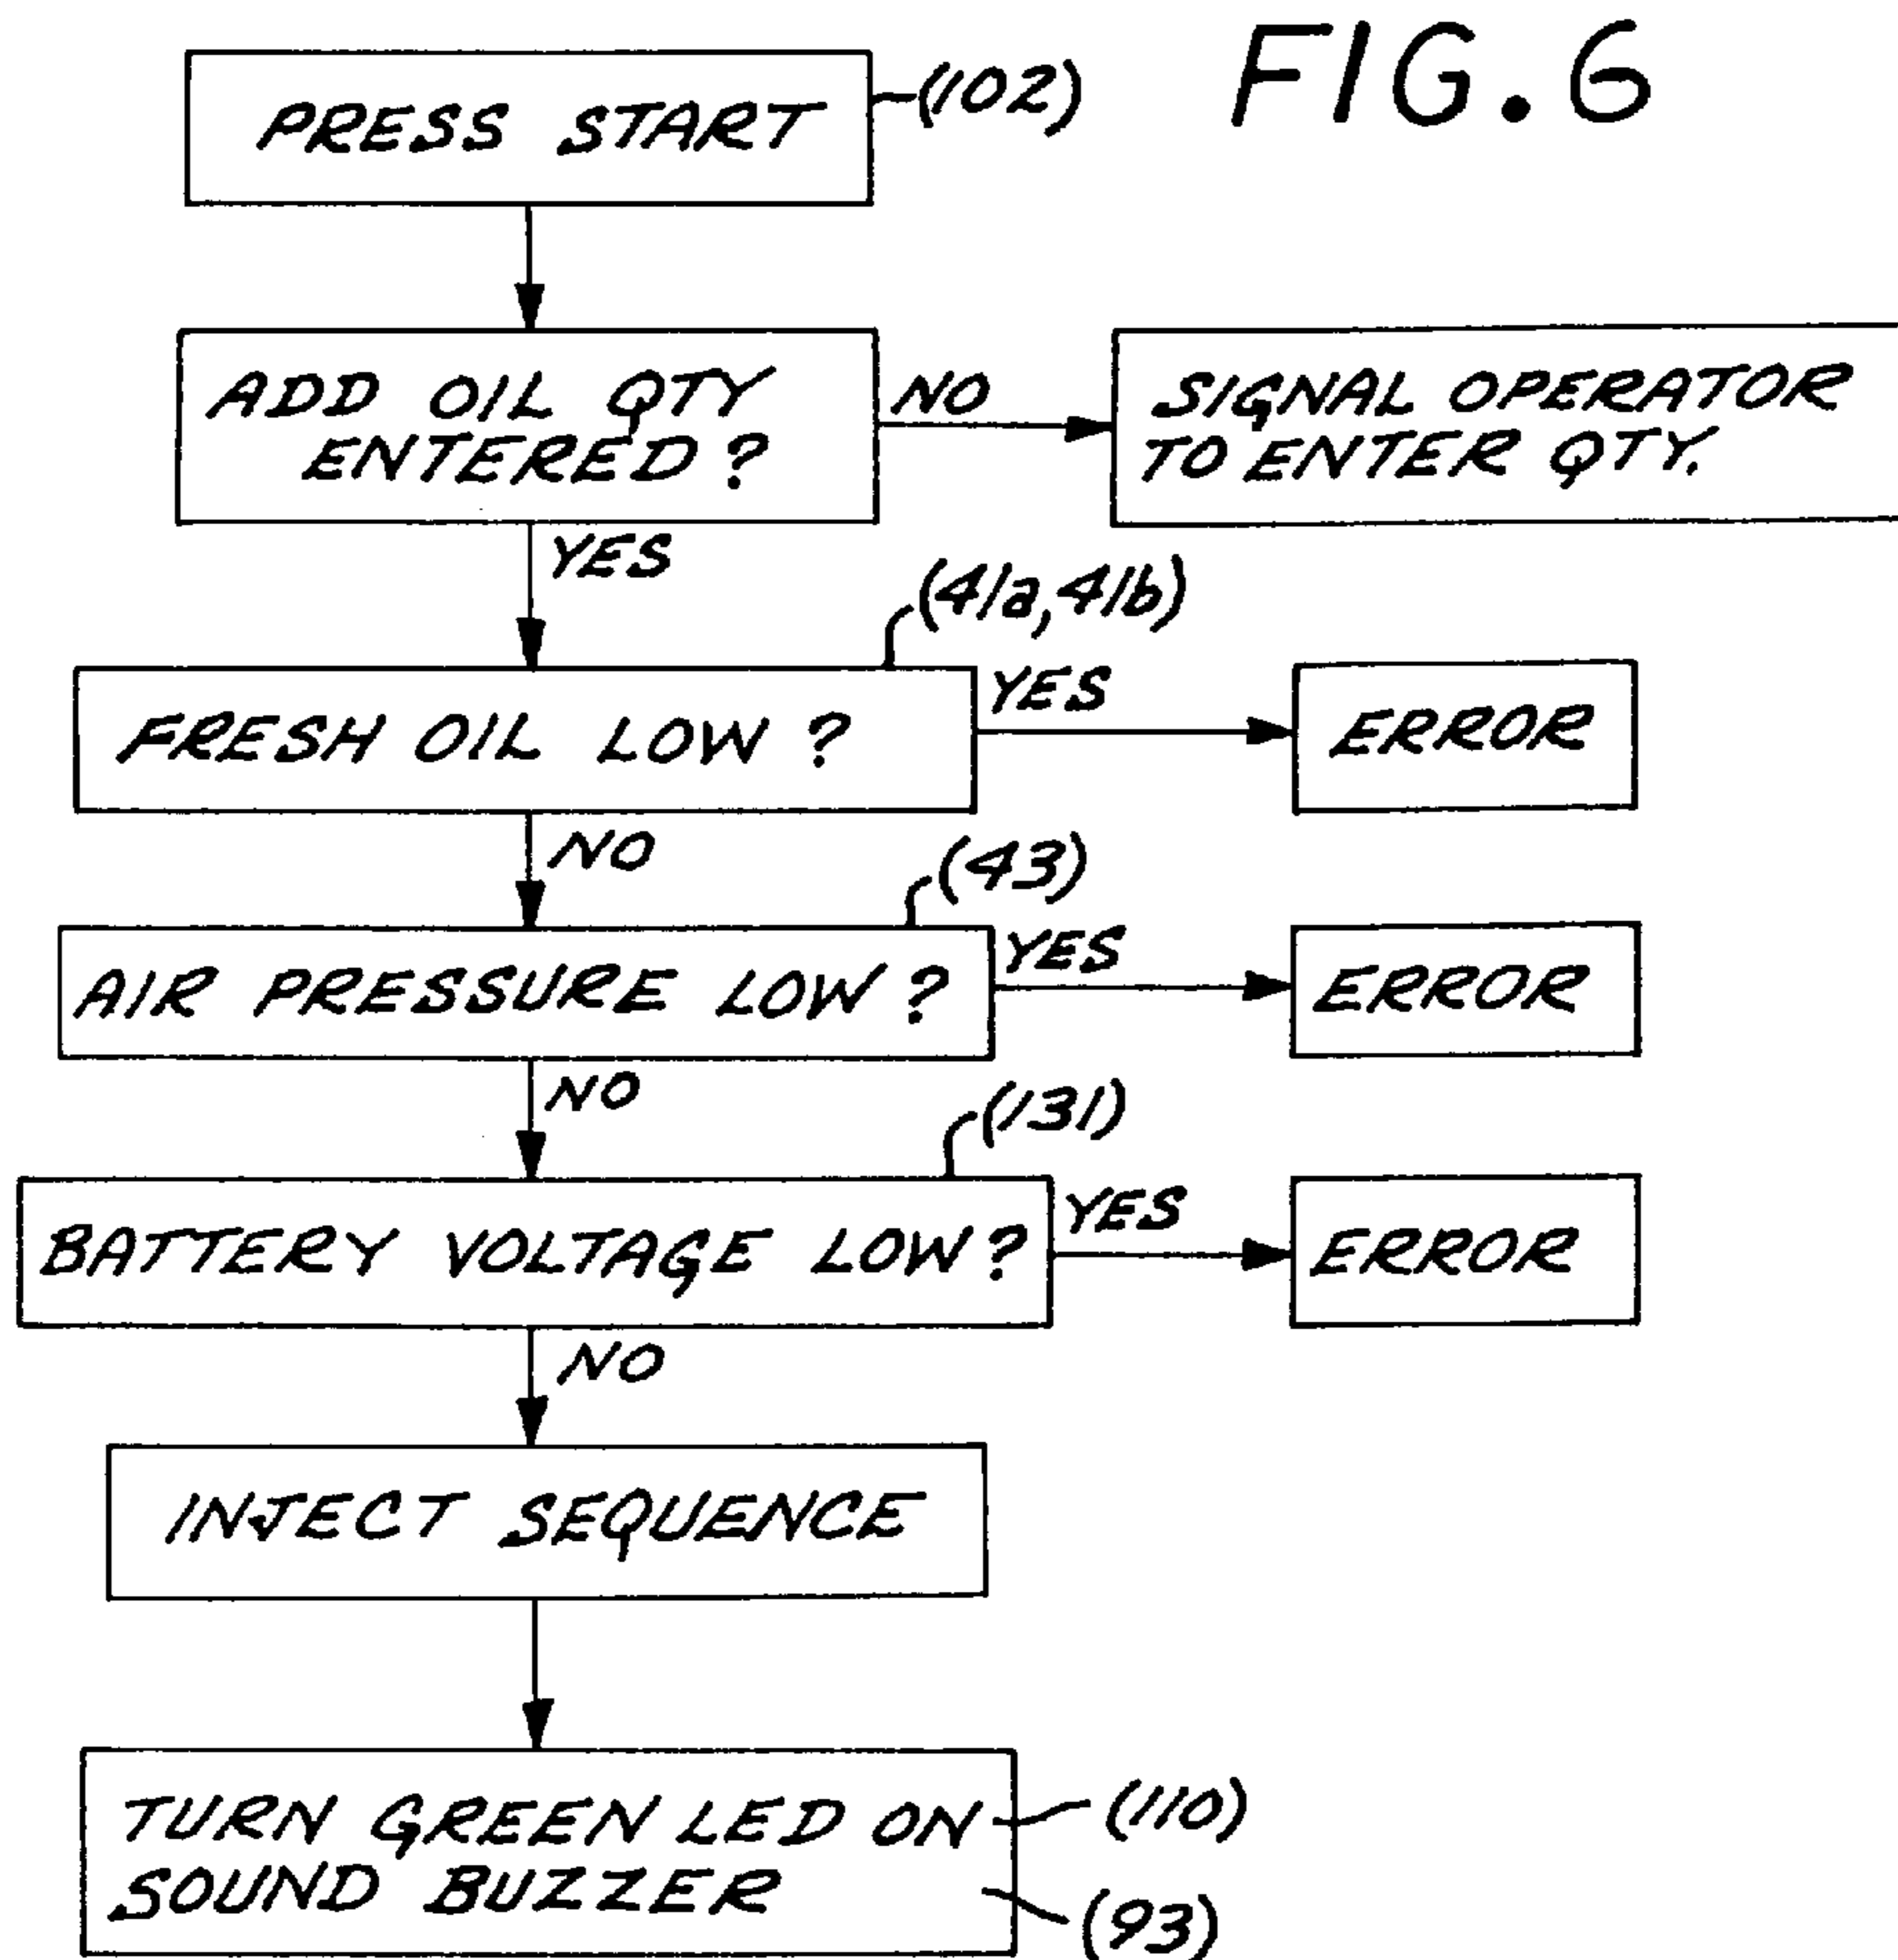 FIG. 6
PRESS START
(102)
ADD OIL QTY
ENTERED?
NO
SIGNAL OPERATOR
TO ENTER QTY.
YES
(41a, 41b)
FRESH OIL LOW?
YES
ERROR
NO
(43)
AIR PRESSURE LOW?
YES
ERROR
NO
(131)
BATTERY VOLTAGE LOW?
YES
ERROR
NO
INJECT SEQUENCE
TURN GREEN LED ON
(110)
SOUND BUZZER
(93)